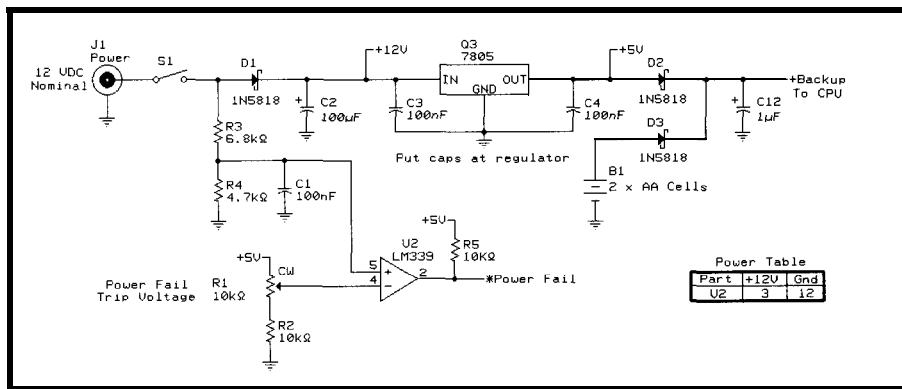 J1
Power
12 VDC
Nominal
S1
D1
1N5818
+12V
Q3
7805
IN
OUT
GND
+5V
D2
1N5818
+Backup
To CPU
C2
100µF
C3
100nF
C4
100nF
C12
1µF
D3
1N5818
R3
6.8kΩ
Put caps at regulator
B1
2 x AA Cells
R4
4.7kΩ
C1
100nF
+5V
R5
10kΩ
U2
LM339
5
+
4
−
2
*Power Fail
+5V
CW
Power Fail
Trip Voltage
R1
10kΩ
R2
10kΩ
Power Table
Part +12V Gnd
U2 3 12